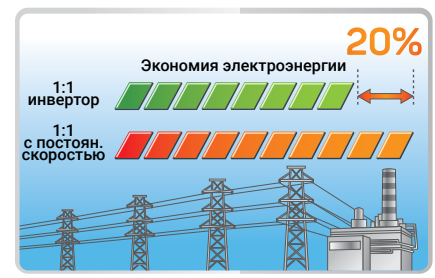 20%
Экономия электроэнергии
1:1
инвертор
1:1
с постоян.
скоростью